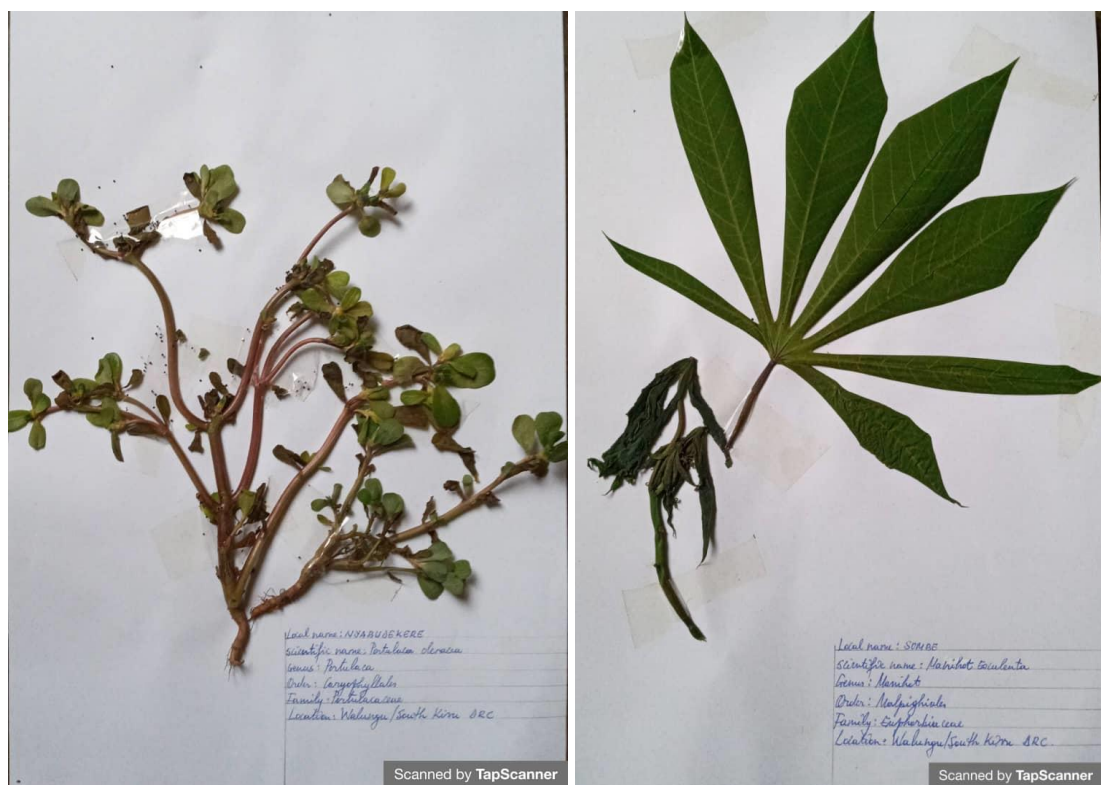 Local name: NYABUDEKERE
Scientific name: Portulaca oleracea
Genus: Portulaca
Order: Caryophyllales
Family: Portulacaceae
Location: Walungu/South Kivu DRC
Scanned by TapScanner
Local name: SOMBE
Scientific name: Manihot Esculenta
Genus: Manihot
Order: Malpighiales
Family: Euphorbiaceae
Location: Walungu/South Kivu DRC.
Scanned by TapScanner